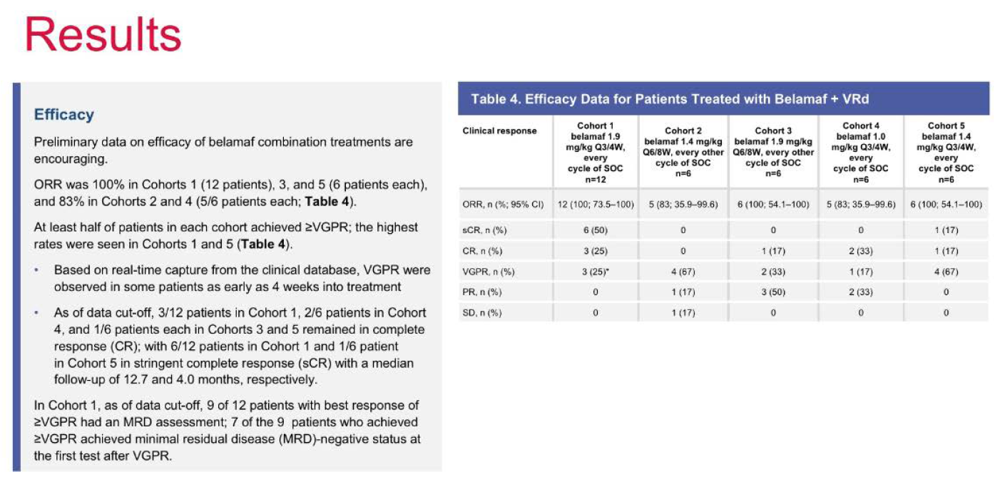 Results
Efficacy
Preliminary data on efficacy of belamaf combination treatments are
encouraging.
ORR was 100% in Cohorts 1 (12 patients), 3, and 5 (6 patients each),
and 83% in Cohorts 2 and 4 (5/6 patients each; Table 4).
At least half of patients in each cohort achieved ≥VGPR; the highest
rates were seen in Cohorts 1 and 5 (Table 4).
• Based on real-time capture from the clinical database, VGPR were
observed in some patients as early as 4 weeks into treatment
• As of data cut-off, 3/12 patients in Cohort 1, 2/6 patients in Cohort
4, and 1/6 patients each in Cohorts 3 and 5 remained in complete
response (CR); with 6/12 patients in Cohort 1 and 1/6 patient
in Cohort 5 in stringent complete response (sCR) with a median
follow-up of 12.7 and 4.0 months, respectively.
In Cohort 1, as of data cut-off, 9 of 12 patients with best response of
≥VGPR had an MRD assessment; 7 of the 9 patients who achieved
≥VGPR achieved minimal residual disease (MRD)-negative status at
the first test after VGPR.
Table 4. Efficacy Data for Patients Treated with Belamaf + VRd
Clinical response
Cohort 1
belamaf 1.9
mg/kg Q3/4W,
every
cycle of SOC
n=12
Cohort 2
belamaf 1.4 mg/kg
Q6/8W, every other
cycle of SOC
n=6
Cohort 3
belamaf 1.9 mg/kg
Q6/8W, every other
cycle of SOC
n=6
Cohort 4
belamaf 1.0
mg/kg Q3/4W,
every
cycle of SOC
n=6
Cohort 5
belamaf 1.4
mg/kg Q3/4W,
every
cycle of SOC
n=6
ORR, n (%; 95% CI) 12 (100; 73.5–100) 5 (83; 35.9–99.6) 6 (100; 54.1–100) 5 (83; 35.9–99.6) 6 (100; 54.1–100)
sCR, n (%) 6 (50) 0 0 0 1 (17)
CR, n (%) 3 (25) 0 1 (17) 2 (33) 1 (17)
VGPR, n (%) 3 (25)* 4 (67) 2 (33) 1 (17) 4 (67)
PR, n (%) 0 1 (17) 3 (50) 2 (33) 0
SD, n (%) 0 1 (17) 0 0 0